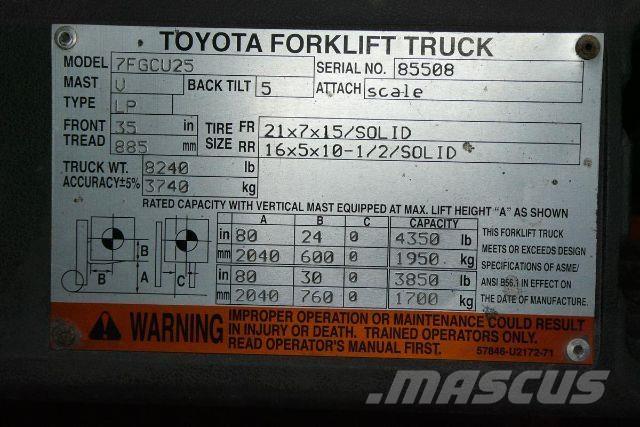 TOYOTA FORKLIFT TRUCK
MODEL 7FGCU25 SERIAL NO. 85508
MAST V BACK TILT 5 ATTACH scale
TYPE LP
FRONT 35 in TIRE FR 21x7x15/SOLID
TREAD 885 mm SIZE RR 16x5x10-1/2/SOLID
TRUCK WT. 8240 lb
ACCURACY±5% 3740 kg
RATED CAPACITY WITH VERTICAL MAST EQUIPPED AT MAX. LIFT HEIGHT "A" AS SHOWN
A B C CAPACITY
in 80 24 0 4350 lb THIS FORKLIFT TRUCK
mm 2040 600 0 1950 kg MEETS OR EXCEEDS DESIGN
SPECIFICATIONS OF ASME/
in 80 30 0 3850 lb ANSI B56.1 IN EFFECT ON
mm 2040 760 0 1700 kg THE DATE OF MANUFACTURE.
B B A C
WARNING
IMPROPER OPERATION OR MAINTENANCE COULD RESULT
IN INJURY OR DEATH. TRAINED OPERATORS ONLY.
READ OPERATOR'S MANUAL FIRST. 57846-U2172-71
MASCUS